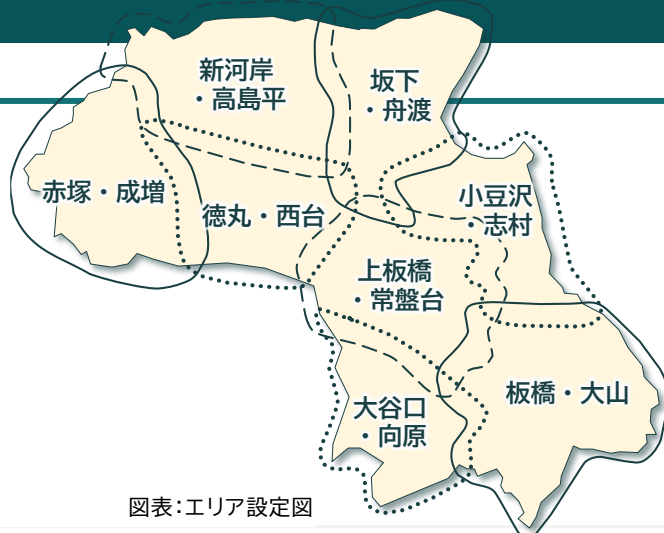 新河岸
・高島平
坂下
・舟渡
赤塚・成増
徳丸・西台
小豆沢
・志村
上板橋
・常盤台
板橋・大山
大谷口
・向原
図表：エリア設定図